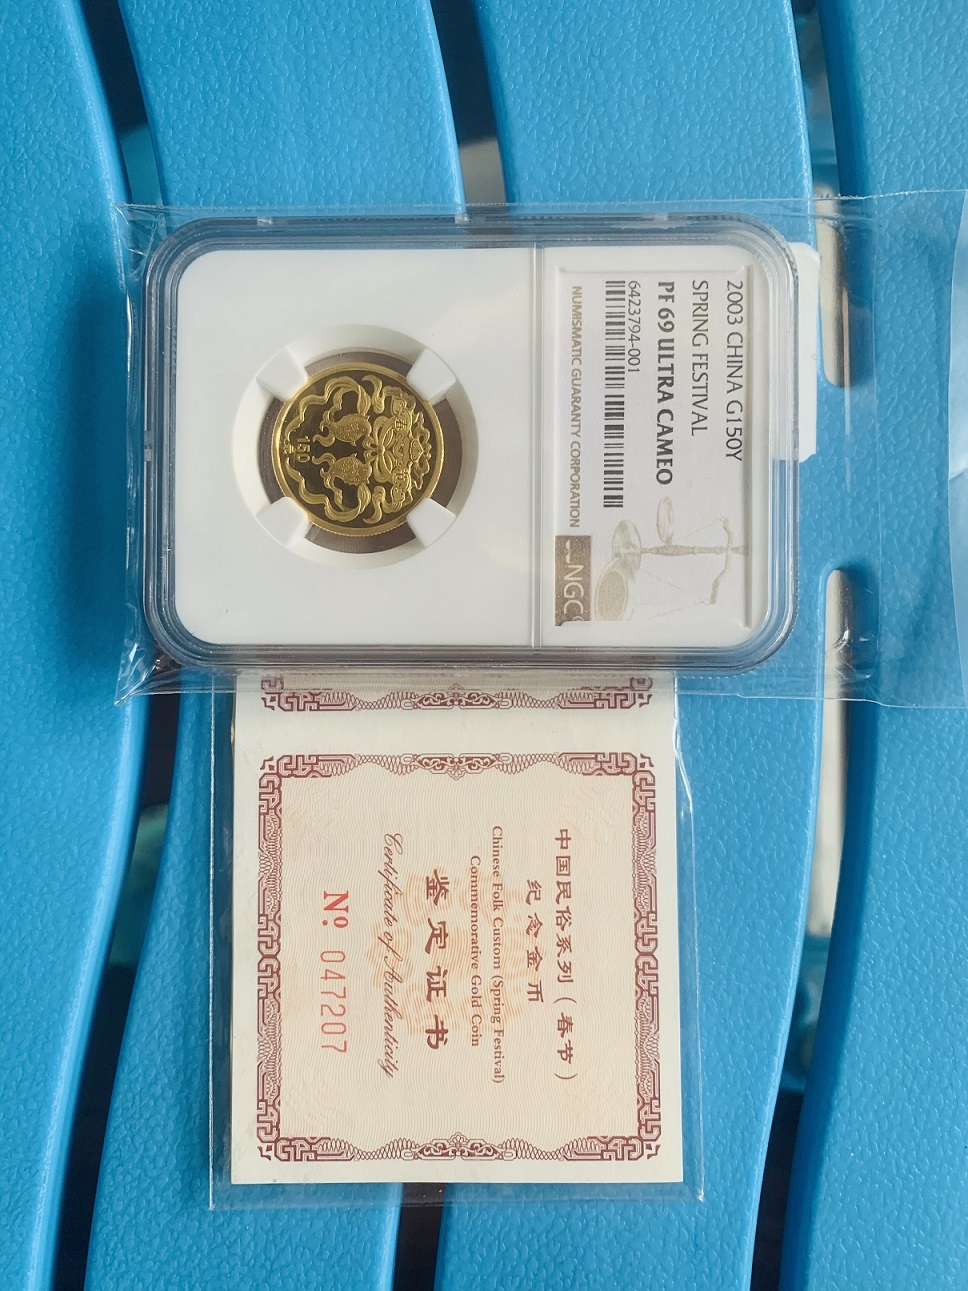 2003 CHINA G150Y
SPRING FESTIVAL
PF 69 ULTRA CAMEO
6423794-001
NUMISMATIC GUARANTY CORPORATION
NGC
150
中国民俗系列(春节)
纪念金币
Chinese Folk Custom (Spring Festival)
Commemorative Gold Coin
鉴定证书
Certificate of Authenticity
Nº. 047207